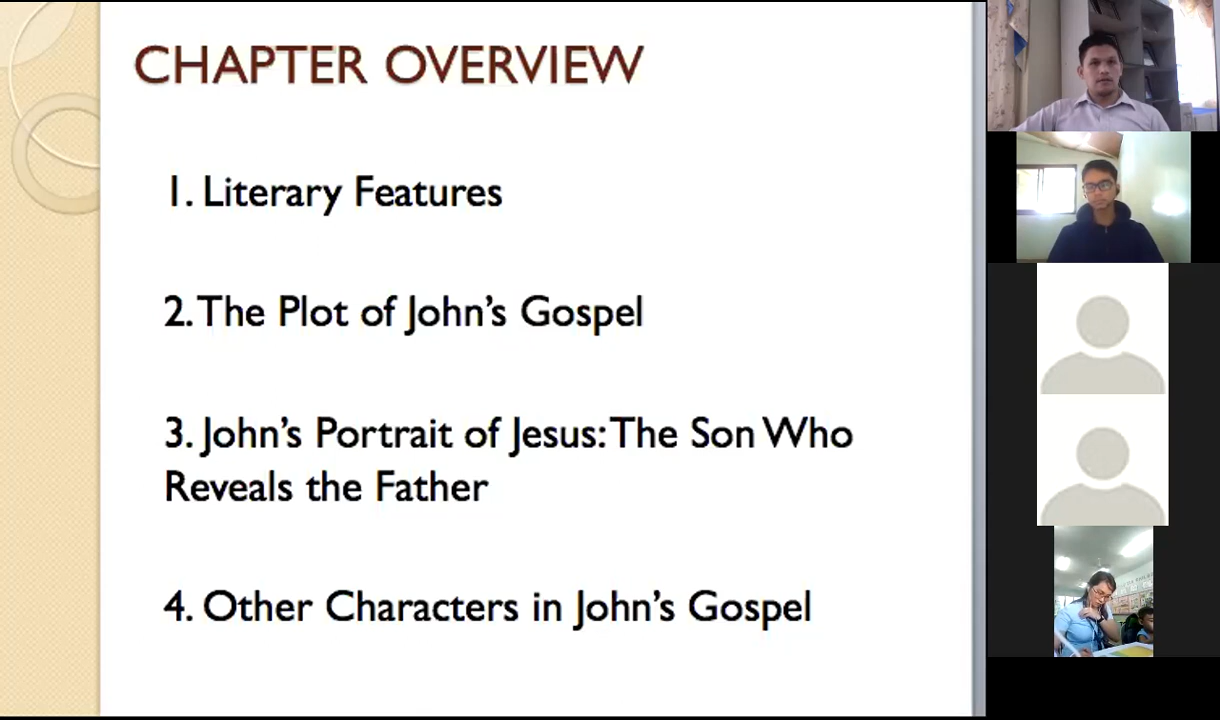 CHAPTER OVERVIEW
1. Literary Features
2. The Plot of John's Gospel
3. John's Portrait of Jesus: The Son Who
Reveals the Father
4. Other Characters in John's Gospel